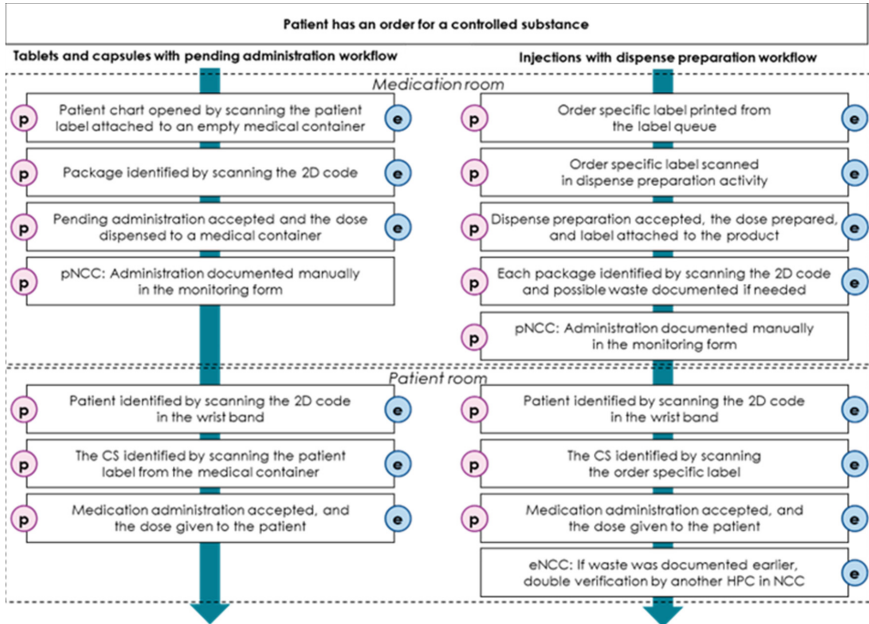 Patient has an order for a controlled substance
Tablets and capsules with pending administration workflow
Injections with dispense preparation workflow
Medication room
p
Patient chart opened by scanning the patient
label attached to an empty medical container
e
p
Package identified by scanning the 2D code
e
p
Pending administration accepted and the dose
dispensed to a medical container
e
p
pNCC: Administration documented manually
in the monitoring form
p
Order specific label printed from
the label queue
e
p
Order specific label scanned
in dispense preparation activity
e
p
Dispense preparation accepted, the dose prepared,
and label attached to the product
e
p
Each package identified by scanning the 2D code
and possible waste documented if needed
e
p
pNCC: Administration documented manually
in the monitoring form
Patient room
p
Patient identified by scanning the 2D code
in the wrist band
e
p
The CS identified by scanning the patient
label from the medical container
e
p
Medication administration accepted, and
the dose given to the patient
e
p
Patient identified by scanning the 2D code
in the wrist band
e
p
The CS identified by scanning
the order specific label
e
p
Medication administration accepted, and
the dose given to the patient
e
eNCC: If waste was documented earlier,
double verification by another HPC in NCC
e